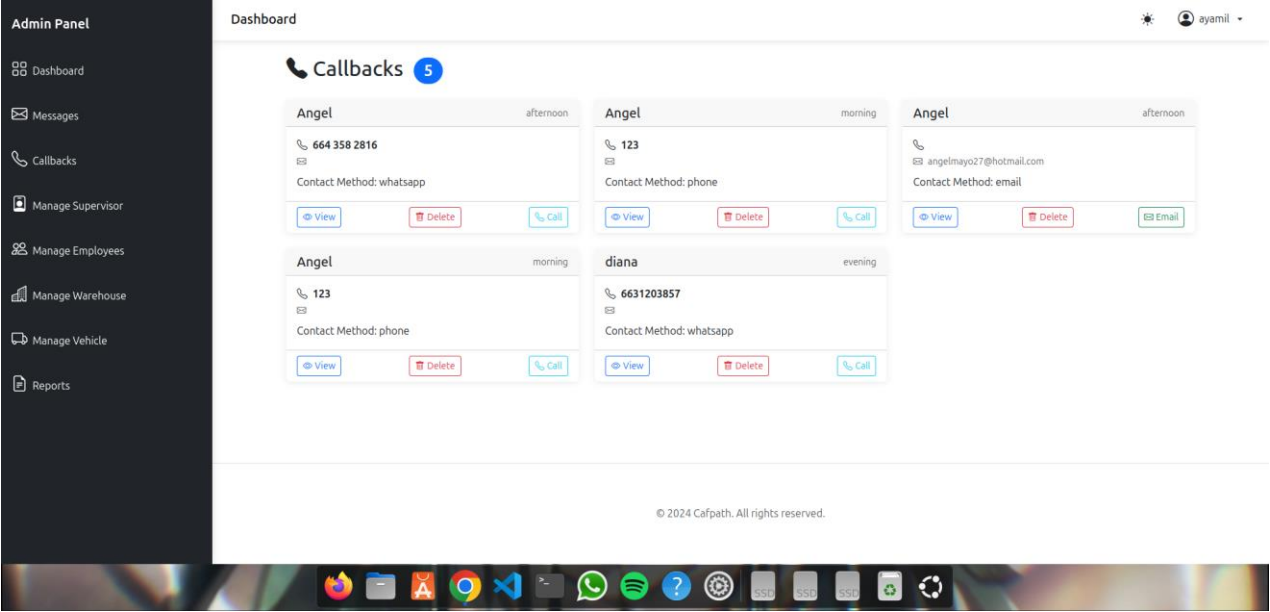 Admin Panel
Dashboard
Messages
Callbacks
Manage Supervisor
Manage Employees
Manage Warehouse
Manage Vehicle
Reports
Dashboard
ayamil
Callbacks 5
Angel afternoon
664 358 2816
Contact Method: whatsapp
View Delete Call
Angel morning
123
Contact Method: phone
View Delete Call
Angel afternoon
angelmayo27@hotmail.com
Contact Method: email
View Delete Email
Angel morning
123
Contact Method: phone
View Delete Call
diana evening
6631203857
Contact Method: whatsapp
View Delete Call
© 2024 Cafpath. All rights reserved.
>_
?
SSD
SSD
SSD